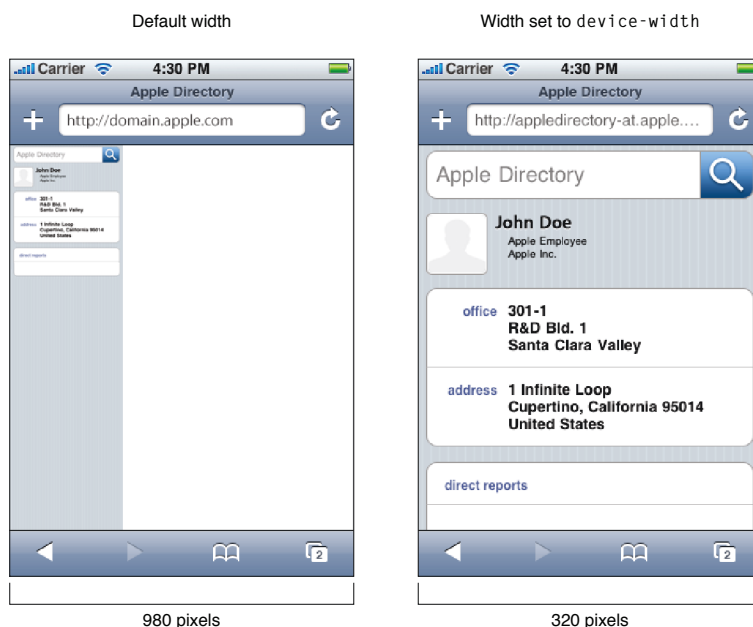 Default width
Carrier 4:30 PM
Apple Directory
http://domain.apple.com
Apple Directory
John Doe
Apple Employee
Apple Inc.
office 301-1
R&D Bld. 1
Santa Clara Valley
address 1 Infinite Loop
Cupertino, California 95014
United States
direct reports
2
980 pixels
Width set to device-width
Carrier 4:30 PM
Apple Directory
http://appledirectory-at.apple....
Apple Directory
John Doe
Apple Employee
Apple Inc.
office 301-1
R&D Bld. 1
Santa Clara Valley
address 1 Infinite Loop
Cupertino, California 95014
United States
direct reports
2
320 pixels